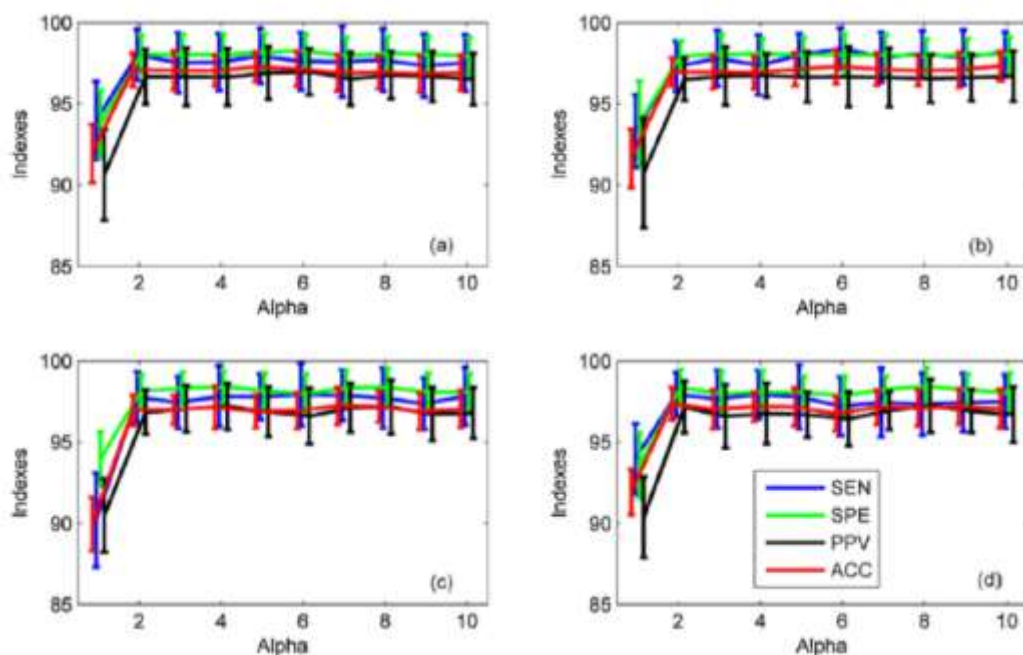 100
95
90
85
Indexes
2 4 6 8 10
Alpha
(a)
100
95
90
85
Indexes
2 4 6 8 10
Alpha
(b)
100
95
90
85
Indexes
2 4 6 8 10
Alpha
(c)
100
95
90
85
Indexes
2 4 6 8 10
Alpha
SEN
SPE
PPV
ACC
(d)